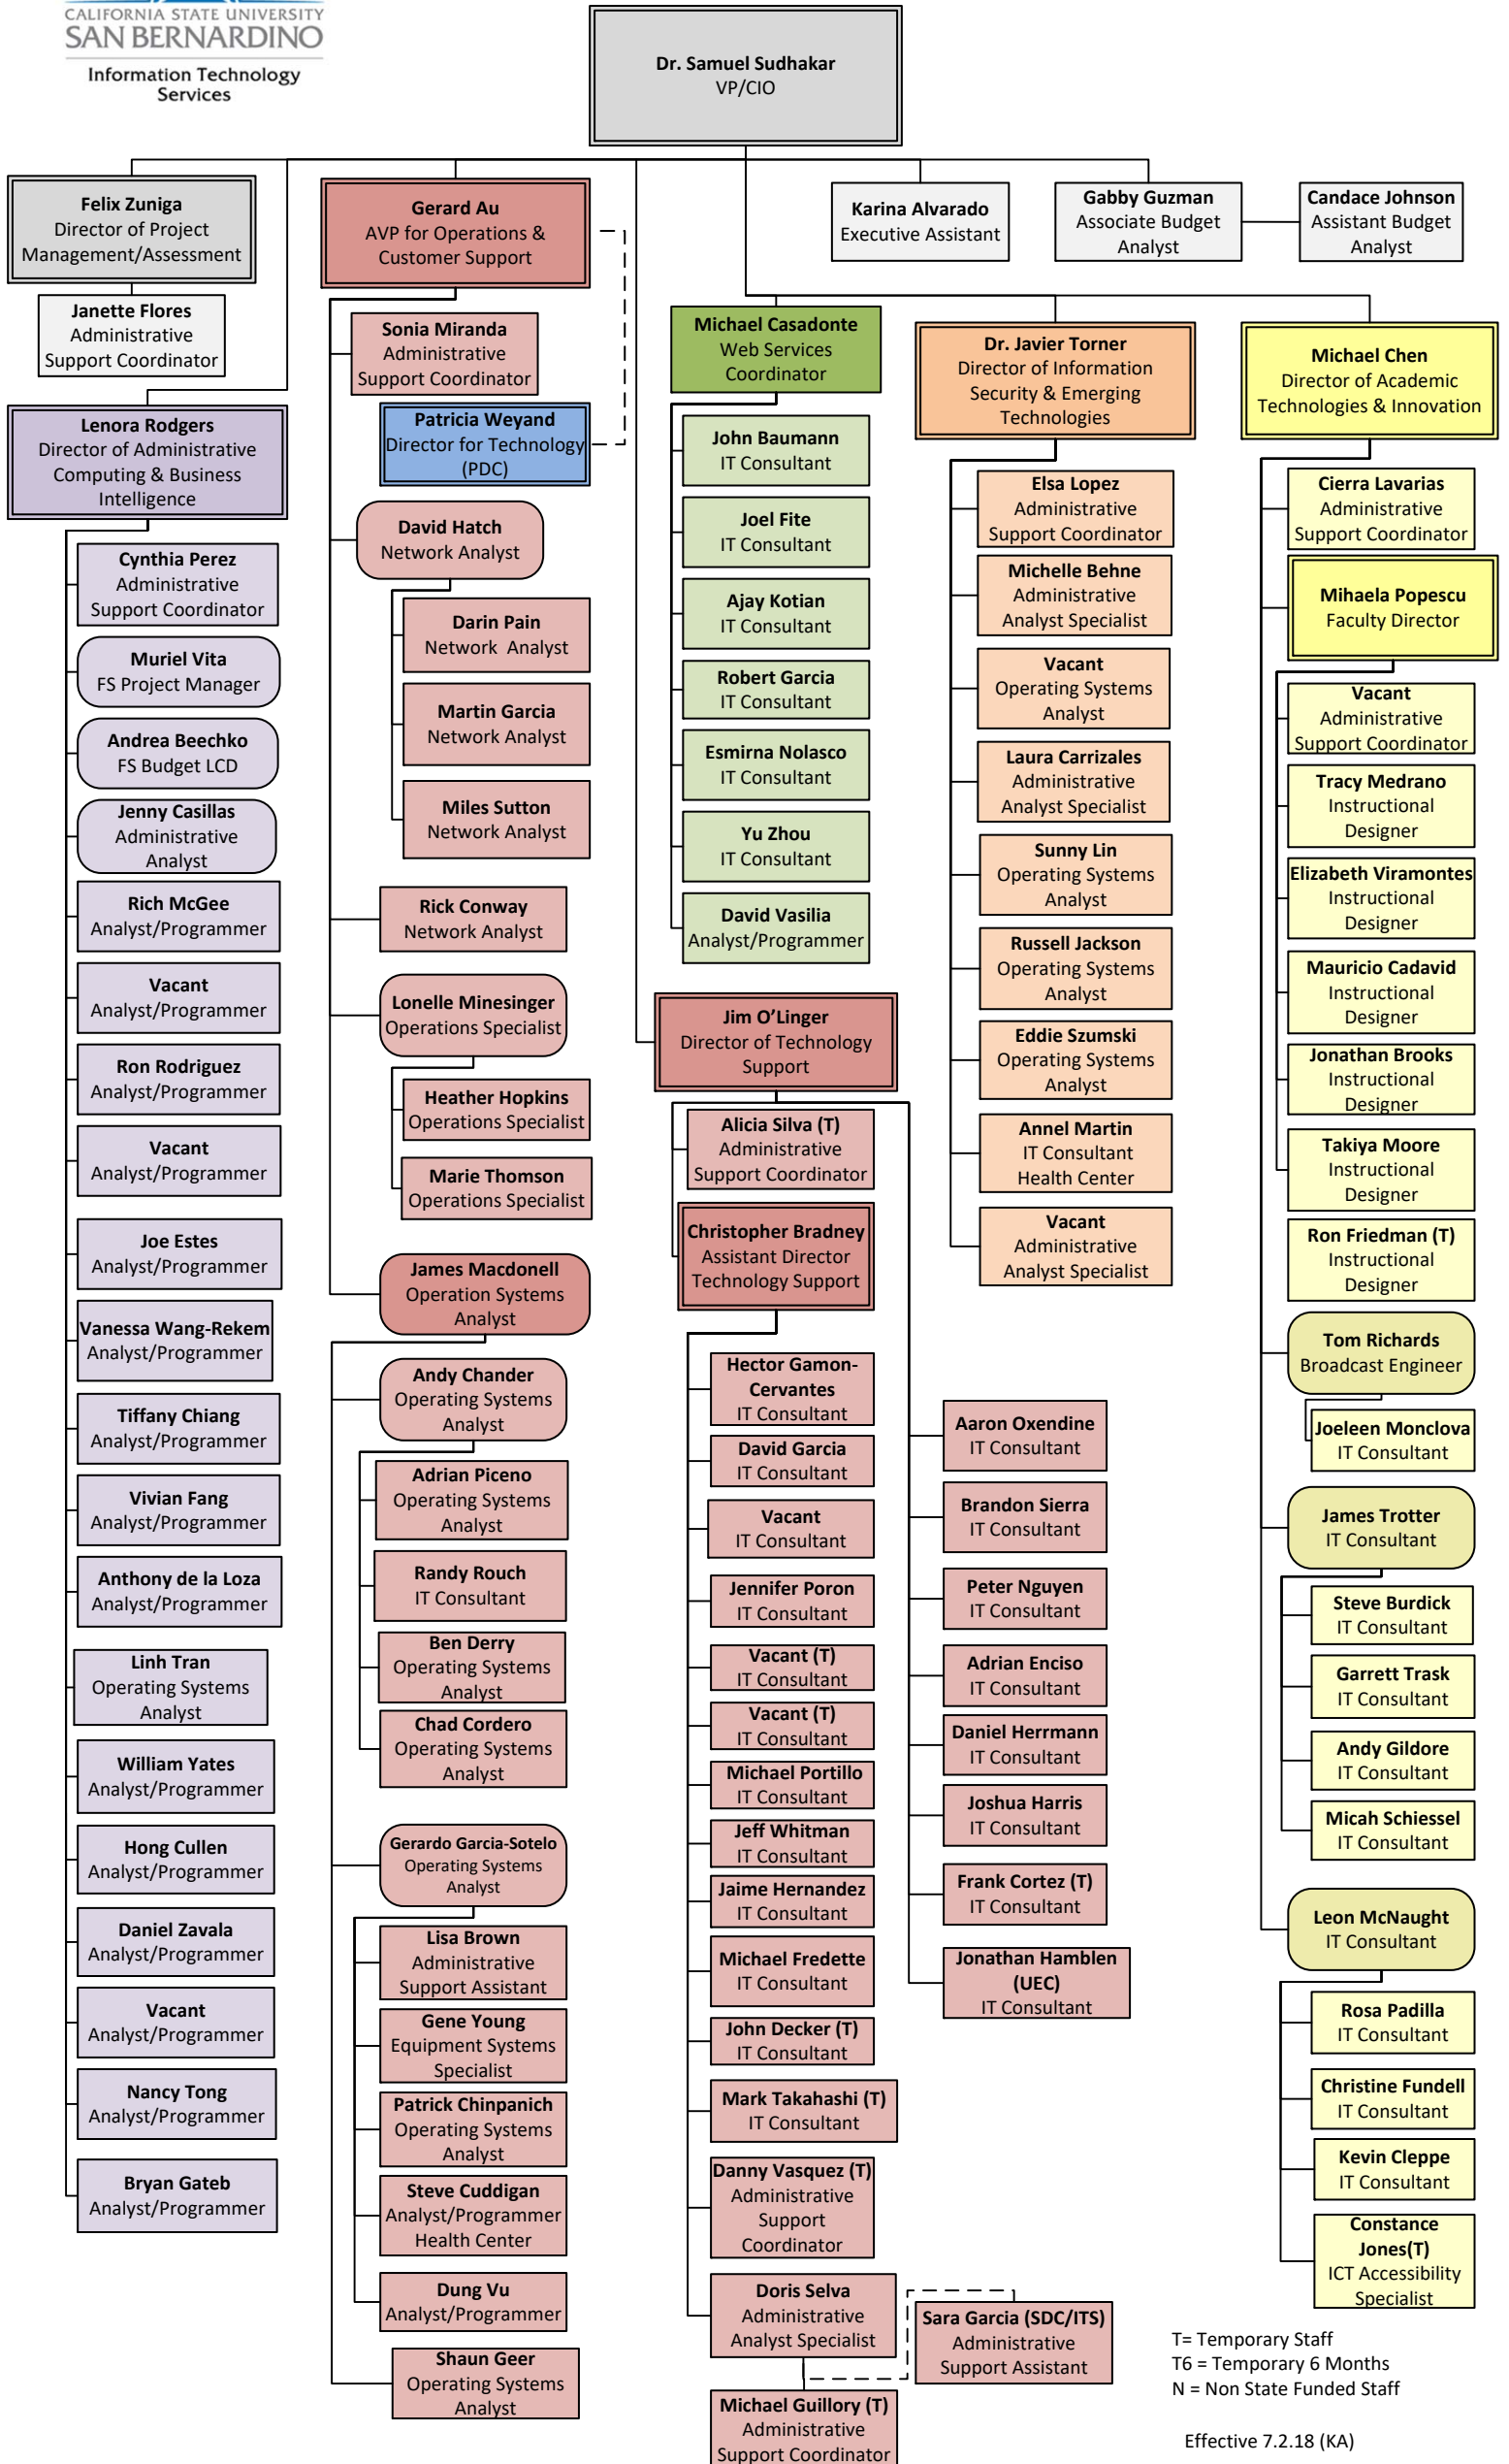 CALIFORNIA STATE UNIVERSITY
SAN BERNARDINO
Information Technology
Services
Dr. Samuel Sudhakar
VP/CIO
Felix Zuniga
Director of Project
Management/Assessment
Janette Flores
Administrative
Support Coordinator
Gerard Au
AVP for Operations &
Customer Support
Karina Alvarado
Executive Assistant
Gabby Guzman
Associate Budget
Analyst
Candace Johnson
Assistant Budget
Analyst
Lenora Rodgers
Director of Administrative
Computing & Business
Intelligence
Cynthia Perez
Administrative
Support Coordinator
Muriel Vita
FS Project Manager
Andrea Beechko
FS Budget LCD
Jenny Casillas
Administrative
Analyst
Rich McGee
Analyst/Programmer
Vacant
Analyst/Programmer
Ron Rodriguez
Analyst/Programmer
Vacant
Analyst/Programmer
Joe Estes
Analyst/Programmer
Vanessa Wang-Rekem
Analyst/Programmer
Tiffany Chiang
Analyst/Programmer
Vivian Fang
Analyst/Programmer
Anthony de la Loza
Analyst/Programmer
Linh Tran
Operating Systems
Analyst
William Yates
Analyst/Programmer
Hong Cullen
Analyst/Programmer
Daniel Zavala
Analyst/Programmer
Vacant
Analyst/Programmer
Nancy Tong
Analyst/Programmer
Bryan Gateb
Analyst/Programmer
Sonia Miranda
Administrative
Support Coordinator
Patricia Weyand
Director for Technology
(PDC)
David Hatch
Network Analyst
Darin Pain
Network  Analyst
Martin Garcia
Network Analyst
Miles Sutton
Network Analyst
Rick Conway
Network Analyst
Lonelle Minesinger
Operations Specialist
Heather Hopkins
Operations Specialist
Marie Thomson
Operations Specialist
James Macdonell
Operation Systems
Analyst
Andy Chander
Operating Systems
Analyst
Adrian Piceno
Operating Systems
Analyst
Randy Rouch
IT Consultant
Ben Derry
Operating Systems
Analyst
Chad Cordero
Operating Systems
Analyst
Gerardo Garcia-Sotelo
Operating Systems
Analyst
Lisa Brown
Administrative
Support Assistant
Gene Young
Equipment Systems
Specialist
Patrick Chinpanich
Operating Systems
Analyst
Steve Cuddigan
Analyst/Programmer
Health Center
Dung Vu
Analyst/Programmer
Shaun Geer
Operating Systems
Analyst
Michael Casadonte
Web Services
Coordinator
John Baumann
IT Consultant
Joel Fite
IT Consultant
Ajay Kotian
IT Consultant
Robert Garcia
IT Consultant
Esmirna Nolasco
IT Consultant
Yu Zhou
IT Consultant
David Vasilia
Analyst/Programmer
Jim O’Linger
Director of Technology
Support
Alicia Silva (T)
Administrative
Support Coordinator
Christopher Bradney
Assistant Director
Technology Support
Hector Gamon-
Cervantes
IT Consultant
David Garcia
IT Consultant
Vacant
IT Consultant
Jennifer Poron
IT Consultant
Vacant (T)
IT Consultant
Vacant (T)
IT Consultant
Michael Portillo
IT Consultant
Jeff Whitman
IT Consultant
Jaime Hernandez
IT Consultant
Michael Fredette
IT Consultant
John Decker (T)
IT Consultant
Mark Takahashi (T)
IT Consultant
Danny Vasquez (T)
Administrative
Support
Coordinator
Doris Selva
Administrative
Analyst Specialist
Sara Garcia (SDC/ITS)
Administrative
Support Assistant
Michael Guillory (T)
Administrative
Support Coordinator
Aaron Oxendine
IT Consultant
Brandon Sierra
IT Consultant
Peter Nguyen
IT Consultant
Adrian Enciso
IT Consultant
Daniel Herrmann
IT Consultant
Joshua Harris
IT Consultant
Frank Cortez (T)
IT Consultant
Jonathan Hamblen
(UEC)
IT Consultant
Dr. Javier Torner
Director of Information
Security & Emerging
Technologies
Elsa Lopez
Administrative
Support Coordinator
Michelle Behne
Administrative
Analyst Specialist
Vacant
Operating Systems
Analyst
Laura Carrizales
Administrative
Analyst Specialist
Sunny Lin
Operating Systems
Analyst
Russell Jackson
Operating Systems
Analyst
Eddie Szumski
Operating Systems
Analyst
Annel Martin
IT Consultant
Health Center
Vacant
Administrative
Analyst Specialist
Michael Chen
Director of Academic
Technologies & Innovation
Cierra Lavarias
Administrative
Support Coordinator
Mihaela Popescu
Faculty Director
Vacant
Administrative
Support Coordinator
Tracy Medrano
Instructional
Designer
Elizabeth Viramontes
Instructional
Designer
Mauricio Cadavid
Instructional
Designer
Jonathan Brooks
Instructional
Designer
Takiya Moore
Instructional
Designer
Ron Friedman (T)
Instructional
Designer
Tom Richards
Broadcast Engineer
Joeleen Monclova
IT Consultant
James Trotter
IT Consultant
Steve Burdick
IT Consultant
Garrett Trask
IT Consultant
Andy Gildore
IT Consultant
Micah Schiessel
IT Consultant
Leon McNaught
IT Consultant
Rosa Padilla
IT Consultant
Christine Fundell
IT Consultant
Kevin Cleppe
IT Consultant
Constance
Jones(T)
ICT Accessibility
Specialist
T= Temporary Staff
T6 = Temporary 6 Months
N = Non State Funded Staff
Effective 7.2.18 (KA)